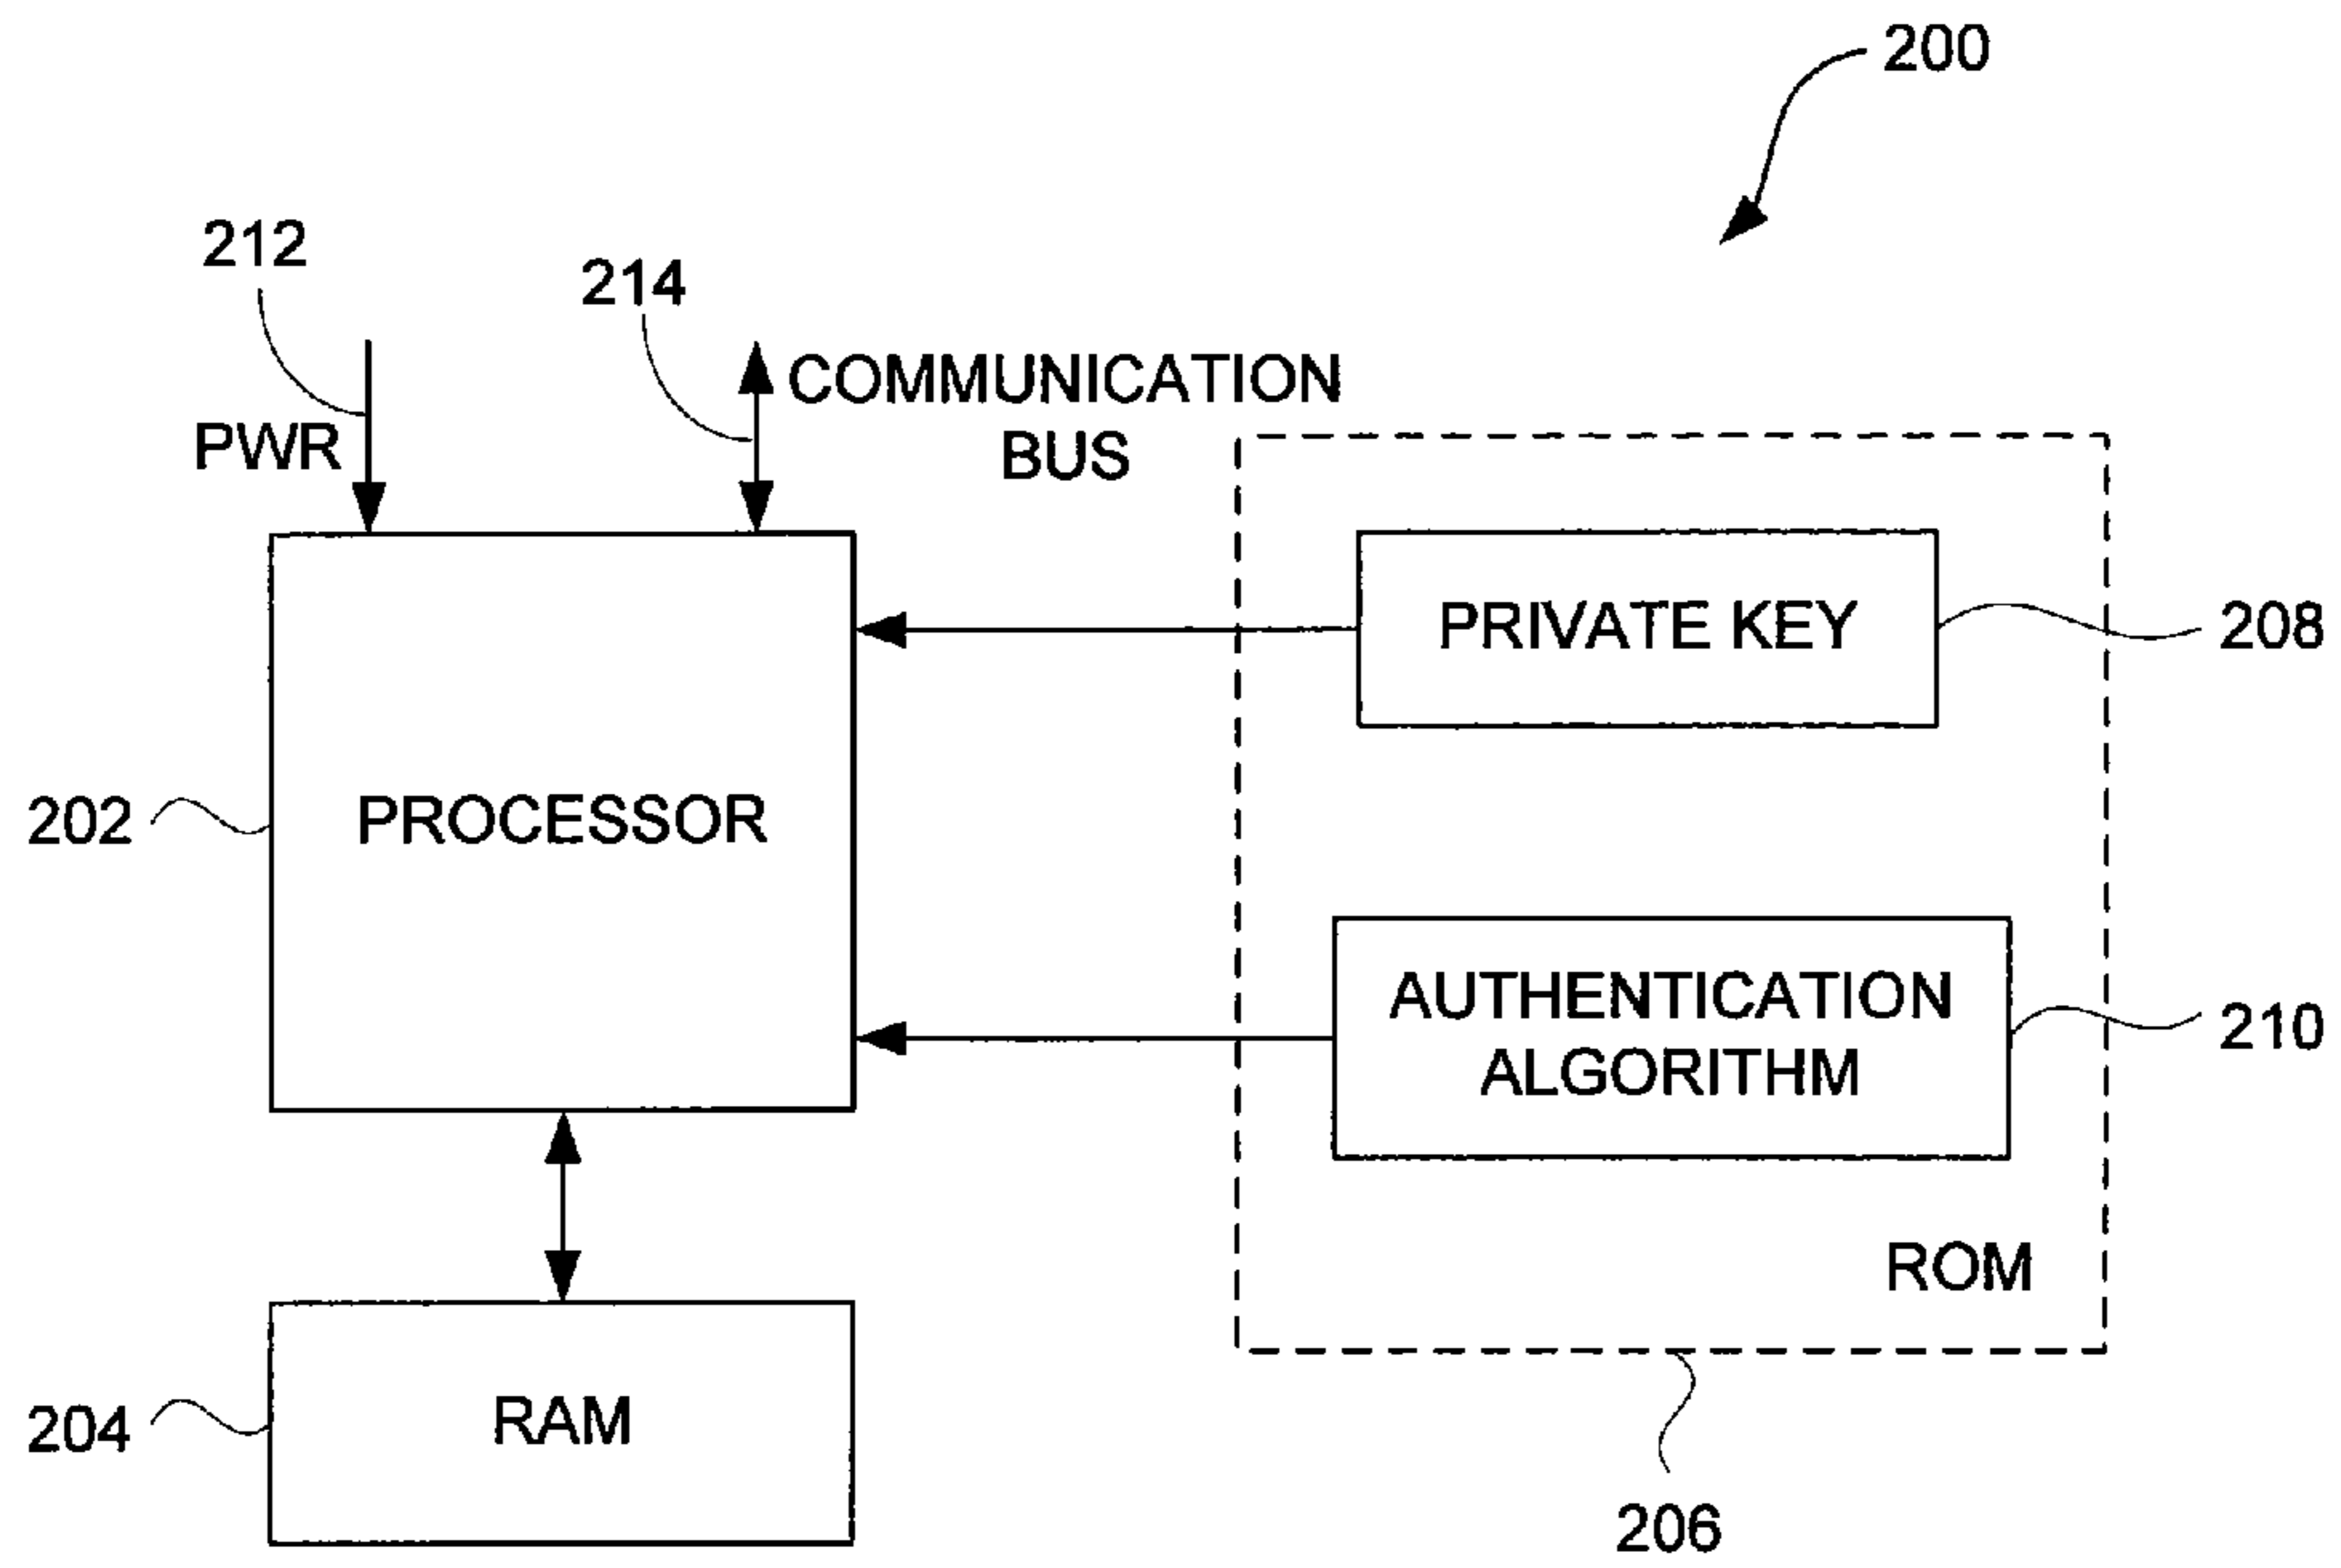 200
212
214
PWR
COMMUNICATION
BUS
PRIVATE KEY
208
202
PROCESSOR
AUTHENTICATION
ALGORITHM
210
ROM
204
RAM
206